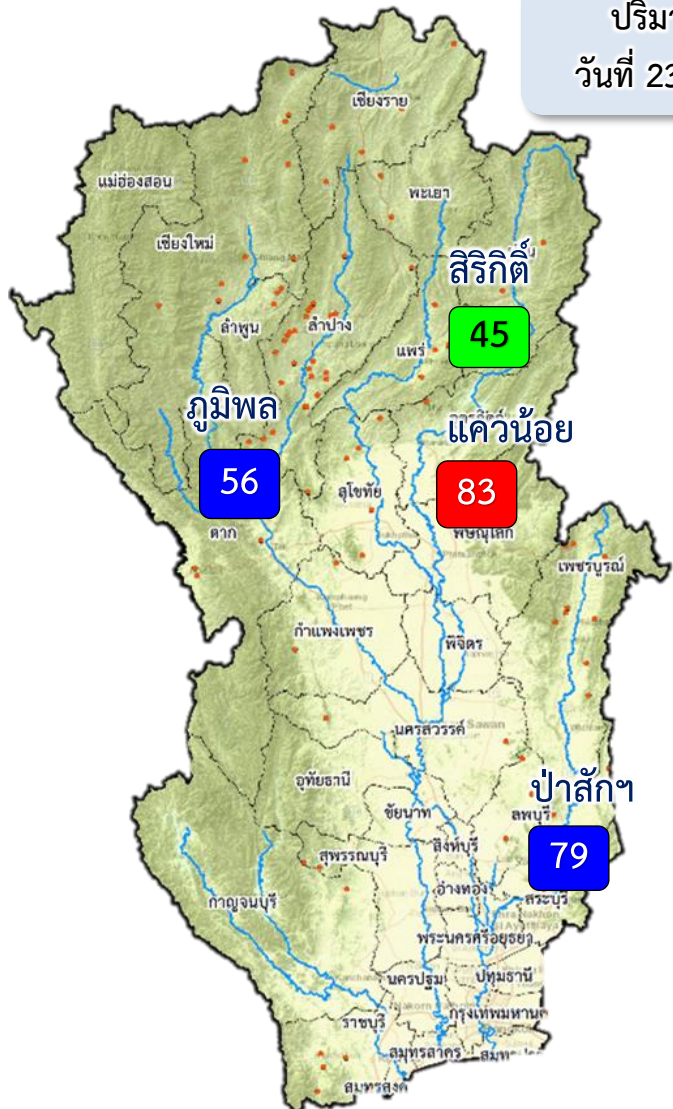 ปริมา
วันที่ 23
เชียงราย
แม่ฮ่องสอน
พะเยา
เชียงใหม่
สิริกิติ์
45
ลำพูน
ลำปาง
แพร่
ภูมิพล
56
แควน้อย
83
สุโขทัย
ตาก
พิษณุโลก
เพชรบูรณ์
กำแพงเพชร
พิจิตร
นครสวรรค์
Sawan
อุทัยธานี
ป่าสักฯ
79
ชัยนาท
ลพบุรี
สิงห์บุรี
สุพรรณบุรี
อ่างทอง
กาญจนบุรี
สระบุรี
พระนครศรีอยุธยา
นครปฐม
ปทุมธานี
กรุงเทพมหานค
ราชบุรี
สมุทรสาคร
สมุทรสงค